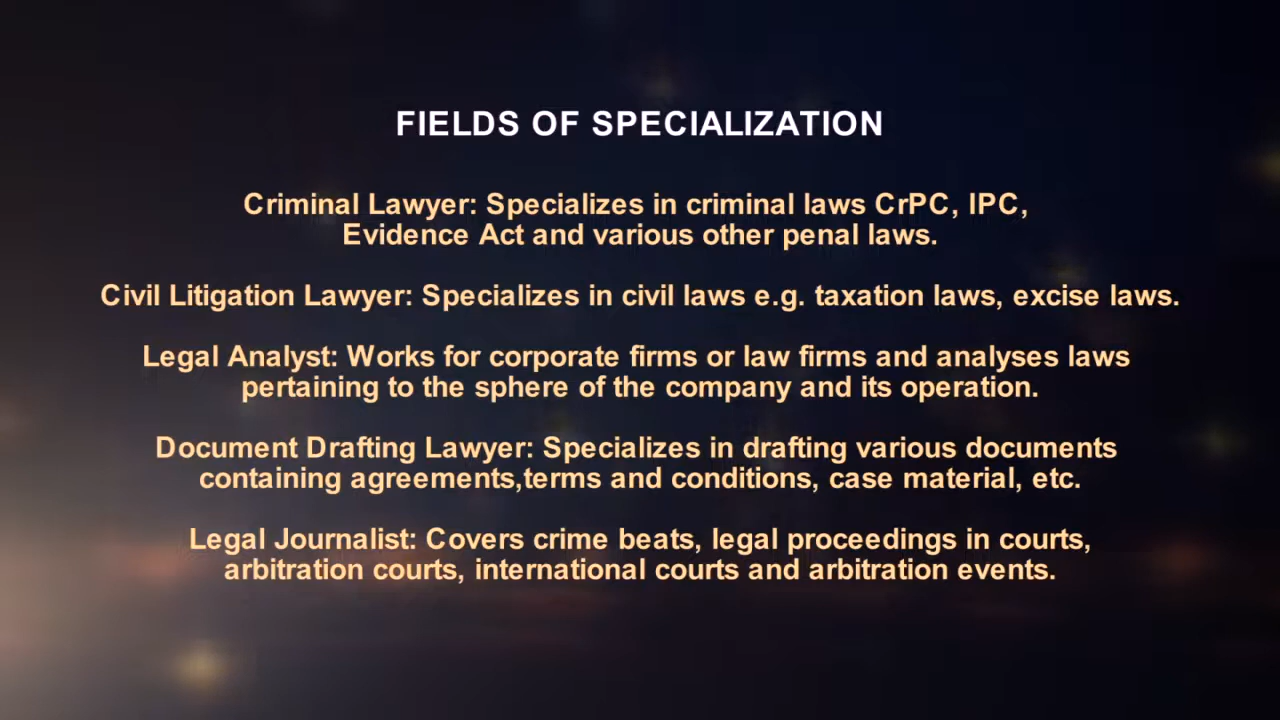 FIELDS OF SPECIALIZATION
Criminal Lawyer: Specializes in criminal laws CrPC, IPC,
Evidence Act and various other penal laws.
Civil Litigation Lawyer: Specializes in civil laws e.g. taxation laws, excise laws.
Legal Analyst: Works for corporate firms or law firms and analyses laws
pertaining to the sphere of the company and its operation.
Document Drafting Lawyer: Specializes in drafting various documents
containing agreements,terms and conditions, case material, etc.
Legal Journalist: Covers crime beats, legal proceedings in courts,
arbitration courts, international courts and arbitration events.